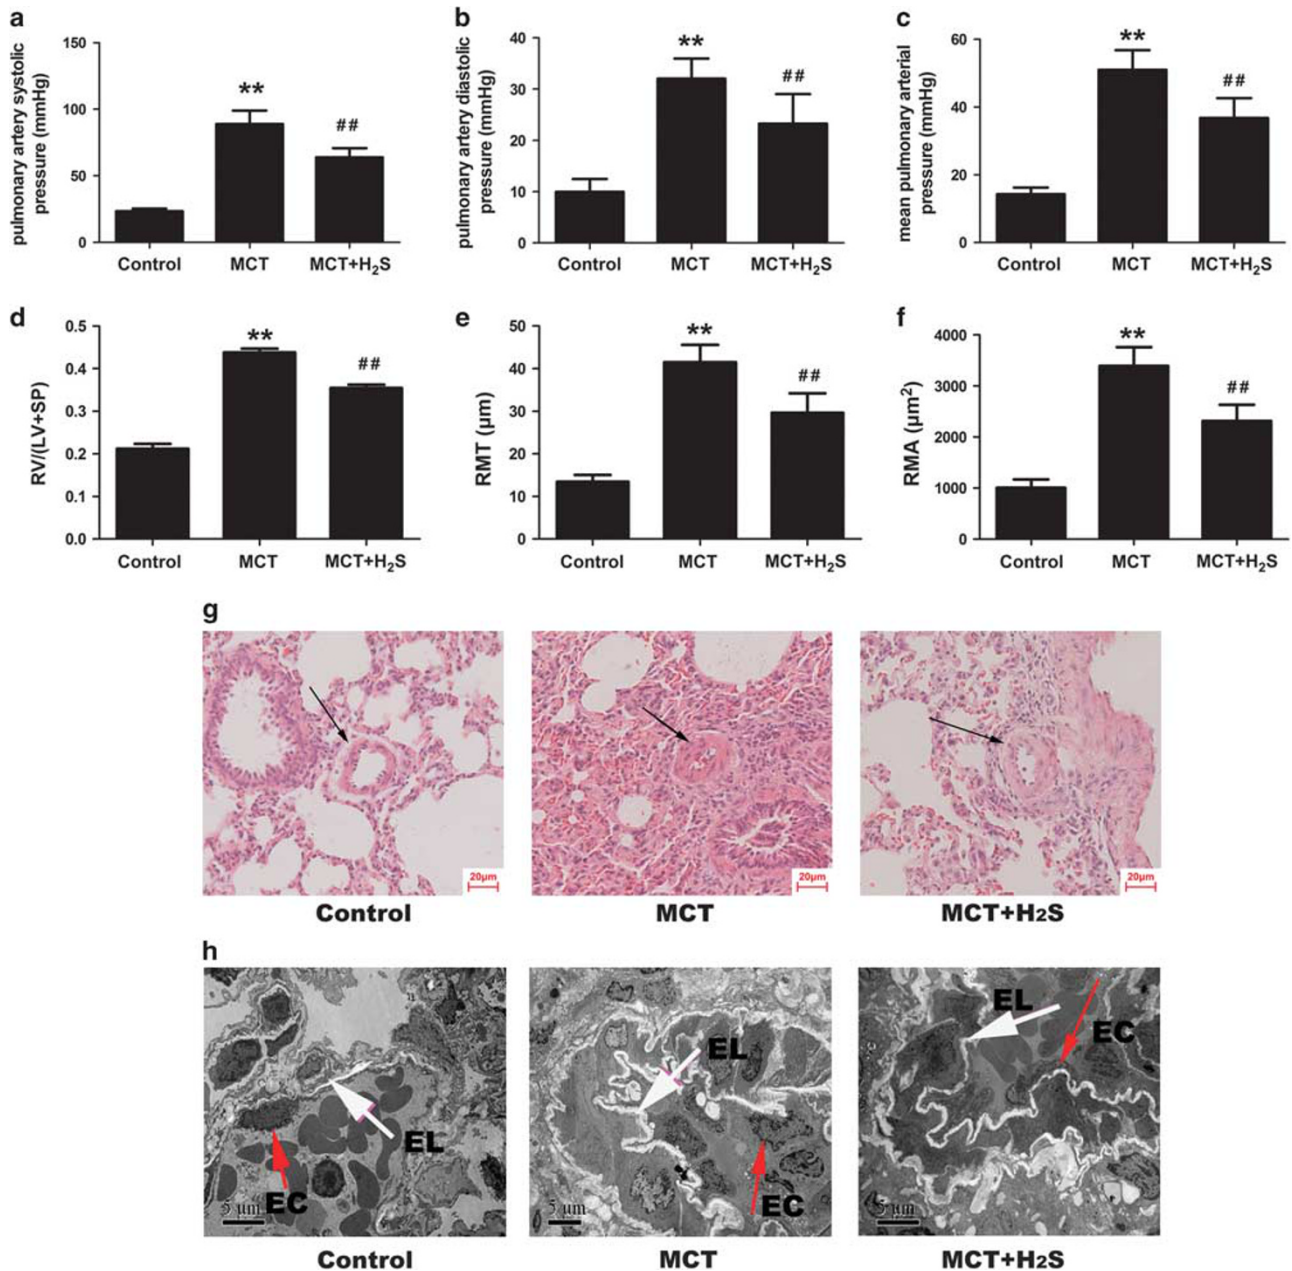 a
pulmonary artery systolic
pressure (mmHg)
150
100
50
0
**
##
Control MCT MCT+H₂S
b
pulmonary artery diastolic
pressure (mmHg)
40
30
20
10
0
**
##
Control MCT MCT+H₂S
c
mean pulmonary arterial
pressure (mmHg)
60
40
20
0
**
##
Control MCT MCT+H₂S
d
RV/(LV+SP)
0.5
0.4
0.3
0.2
0.1
0.0
**
##
Control MCT MCT+H₂S
e
RMT (μm)
50
40
30
20
10
0
**
##
Control MCT MCT+H₂S
f
RMA (μm²)
4000
3000
2000
1000
0
**
##
Control MCT MCT+H₂S
g
20μm
20μm
20μm
Control MCT MCT+H₂S
h
EL
EC
5 μm
EL
5 μm
EL
EC
5 μm
Control MCT MCT+H₂S